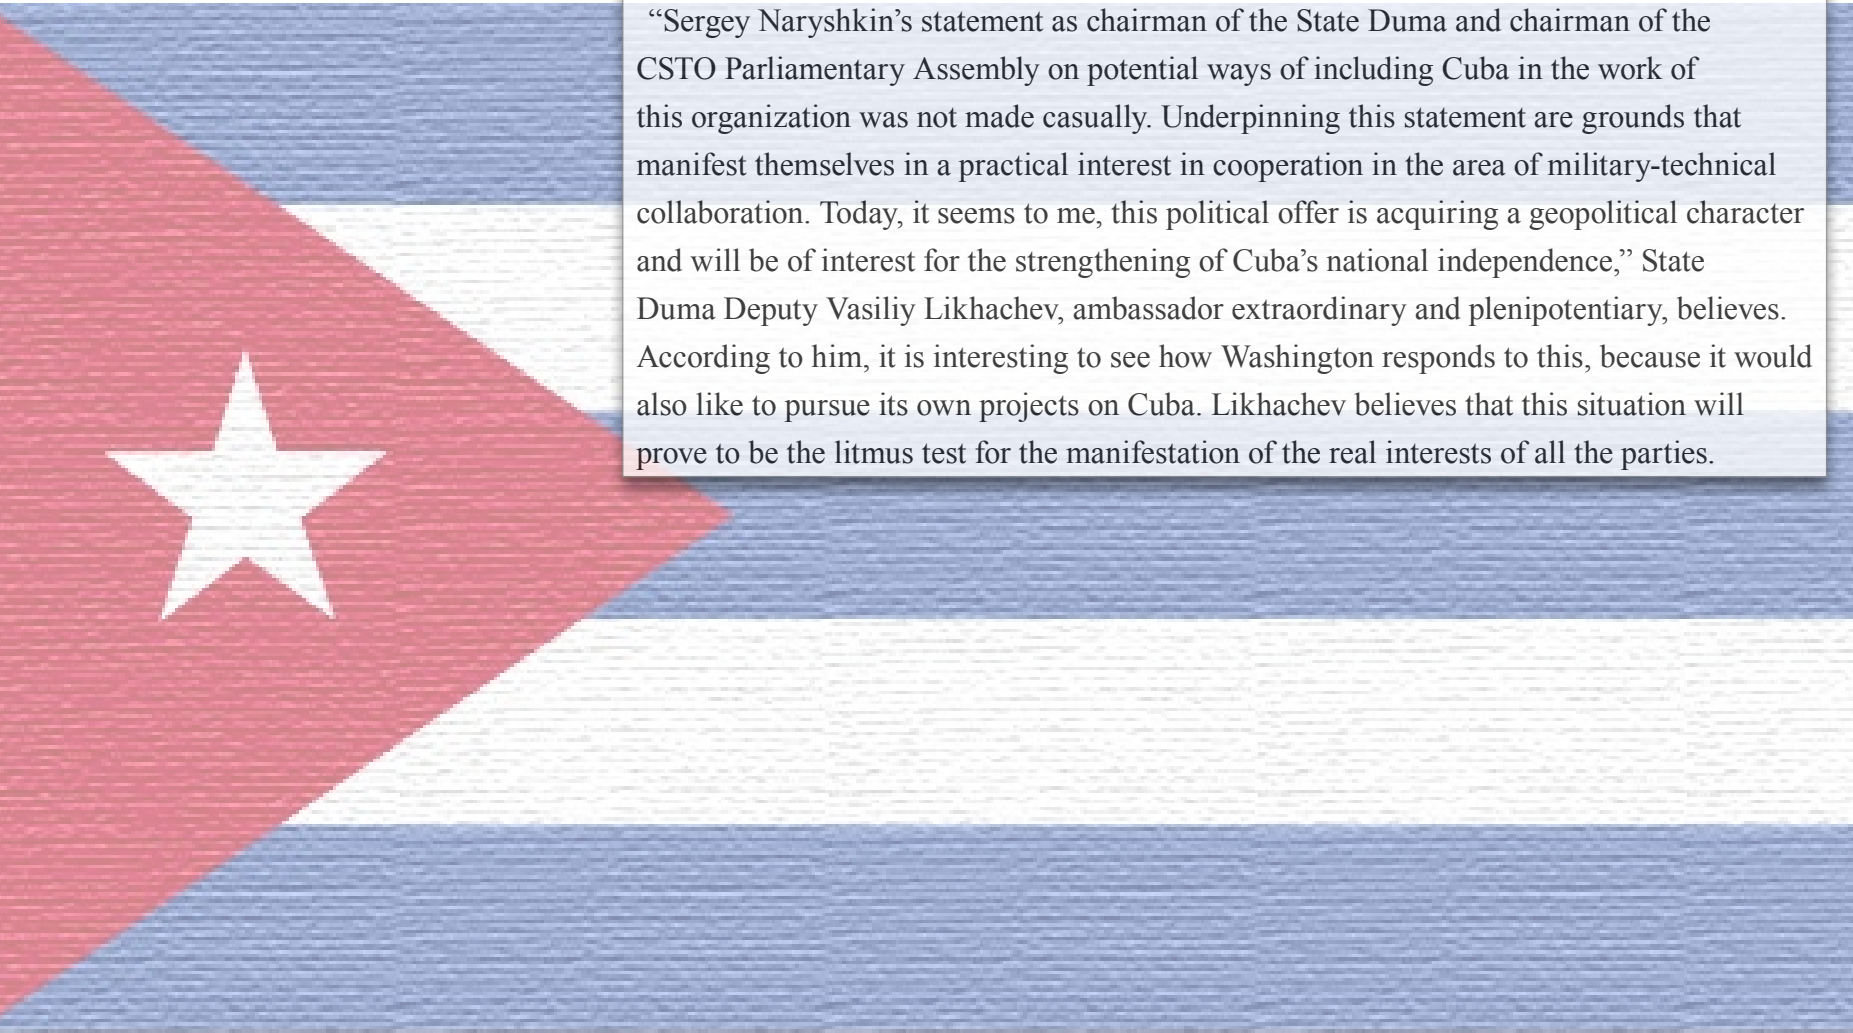 “Sergey Naryshkin’s statement as chairman of the State Duma and chairman of the
CSTO Parliamentary Assembly on potential ways of including Cuba in the work of
this organization was not made casually. Underpinning this statement are grounds that
manifest themselves in a practical interest in cooperation in the area of military-technical
collaboration. Today, it seems to me, this political offer is acquiring a geopolitical character
and will be of interest for the strengthening of Cuba’s national independence,” State
Duma Deputy Vasiliy Likhachev, ambassador extraordinary and plenipotentiary, believes.
According to him, it is interesting to see how Washington responds to this, because it would
also like to pursue its own projects on Cuba. Likhachev believes that this situation will
prove to be the litmus test for the manifestation of the real interests of all the parties.